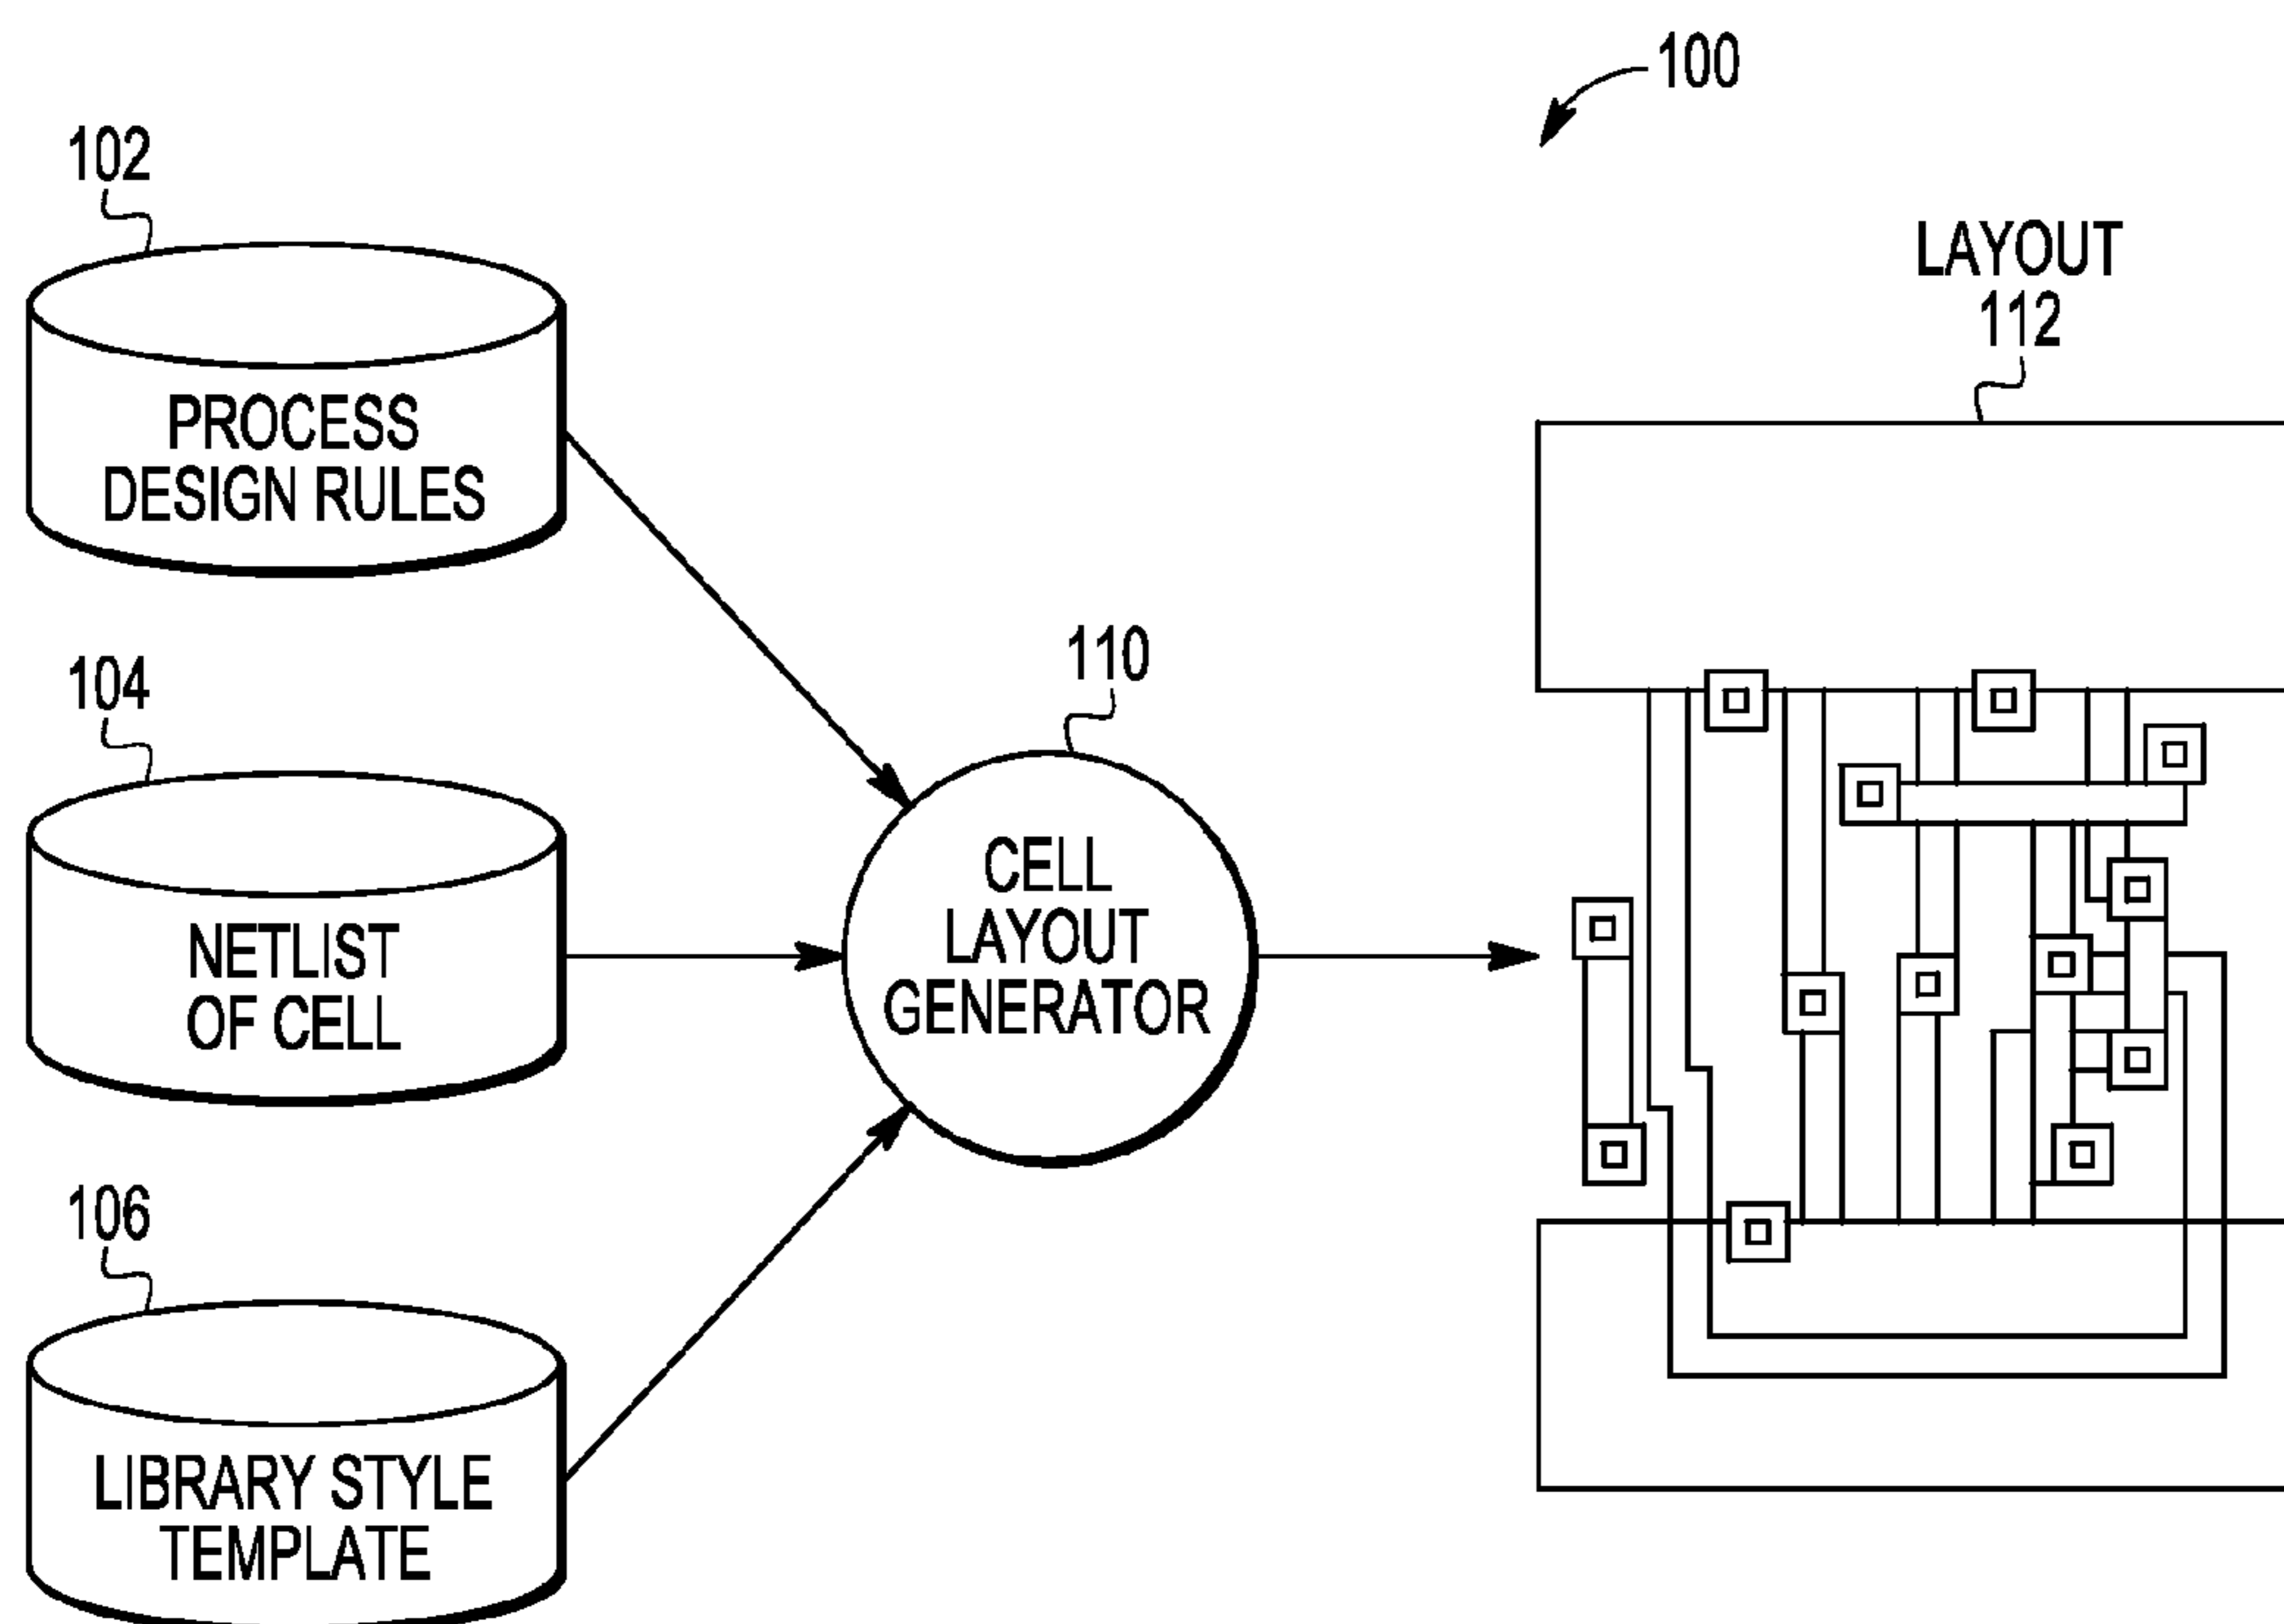 100
102
PROCESS
DESIGN RULES
LAYOUT
112
104
NETLIST
OF CELL
110
CELL
LAYOUT
GENERATOR
106
LIBRARY STYLE
TEMPLATE